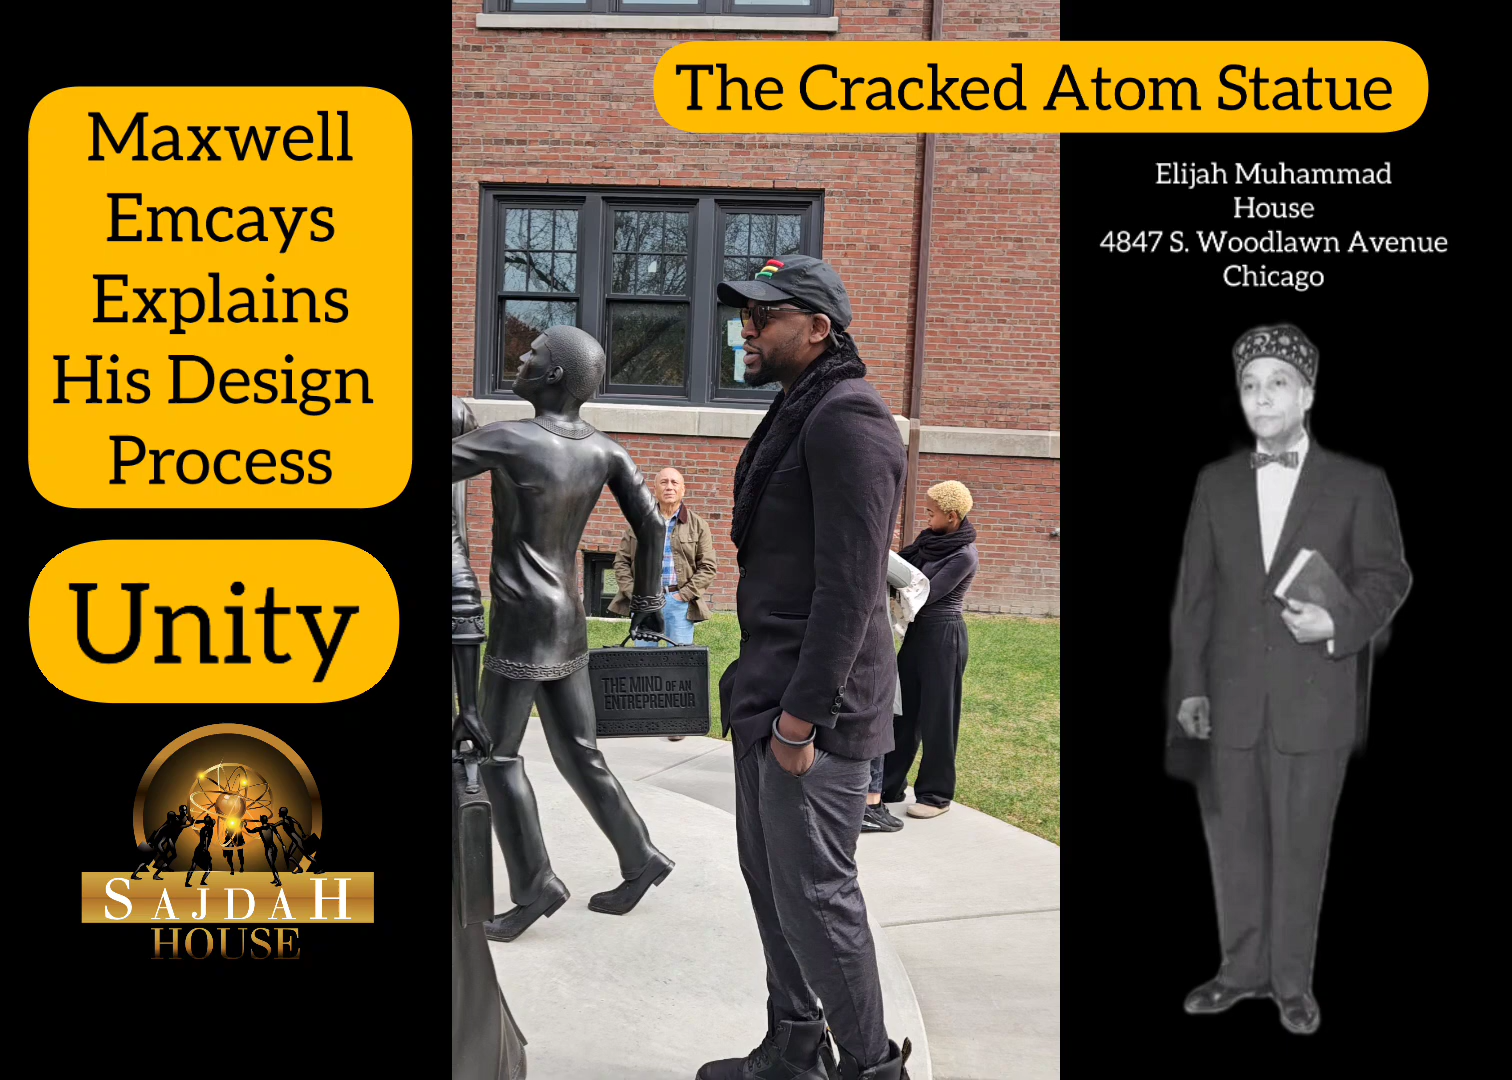 Maxwell
Emcays
Explains
His Design
Process
Unity
SAJDAH
HOUSE
The Cracked Atom Statue
Elijah Muhammad
House
4847 S. Woodlawn Avenue
Chicago
THE MIND OF AN
ENTREPRENEUR